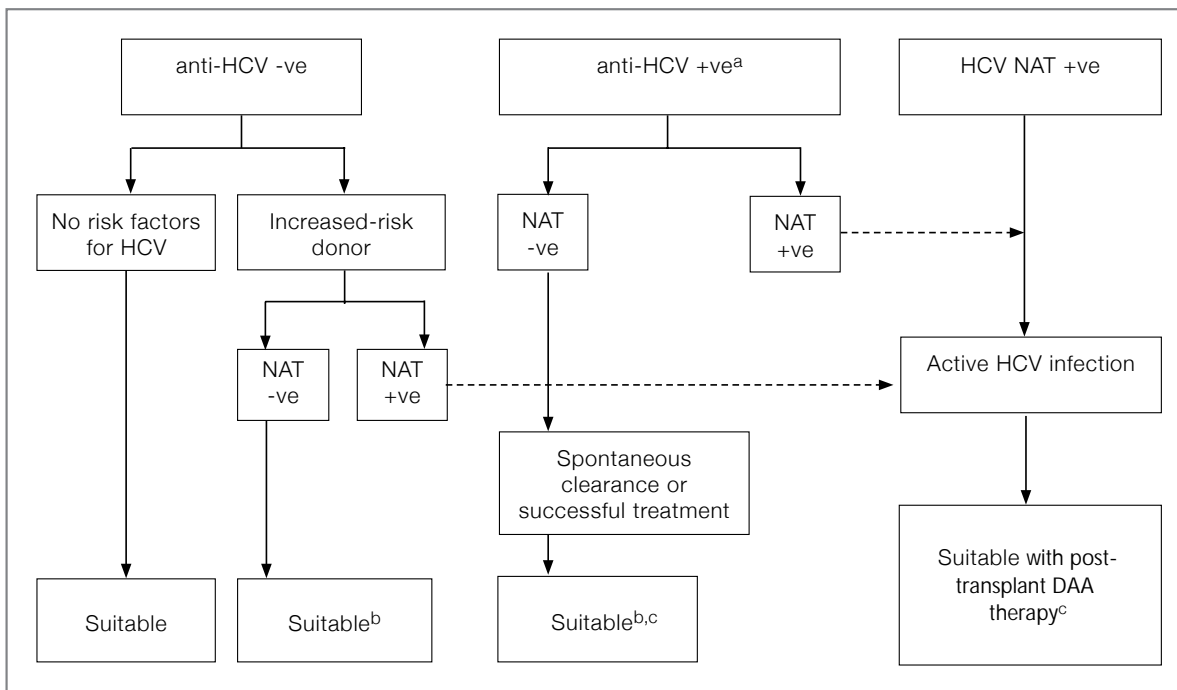 anti-HCV -ve
anti-HCV +veᵃ
HCV NAT +ve
No risk factors
for HCV
Increased-risk
donor
NAT
-ve
NAT
+ve
NAT
-ve
NAT
+ve
Active HCV infection
Spontaneous
clearance or
successful treatment
Suitable with post-
transplant DAA
therapyᶜ
Suitable
Suitableᵇ
Suitableᵇ,ᶜ